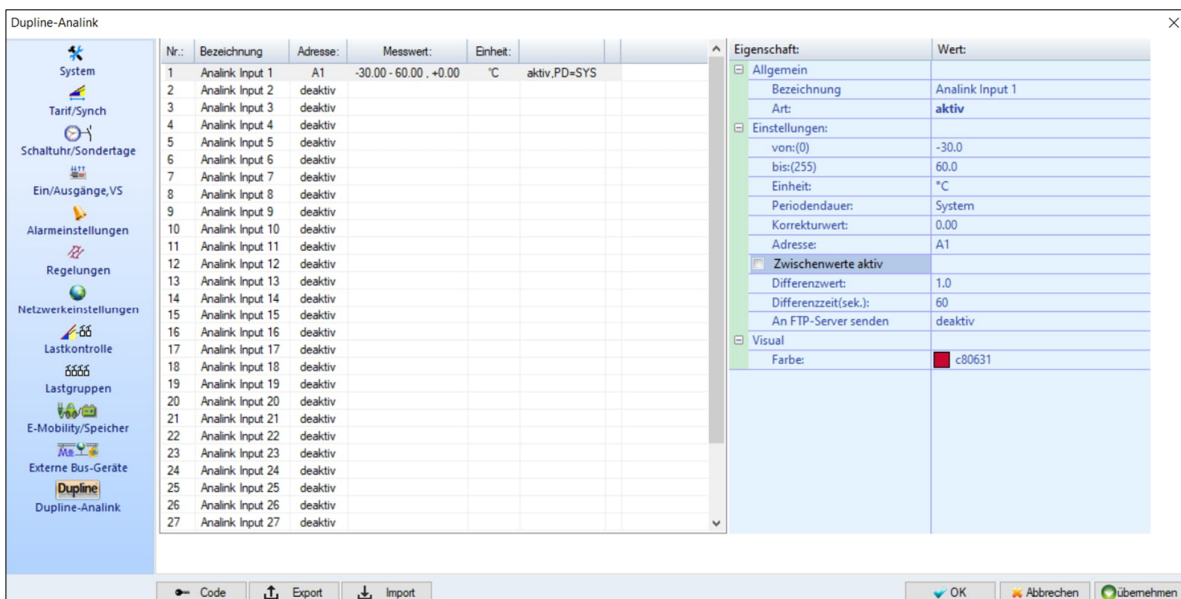 Dupline-Analink
System
Tarif/Synch
Schaltuhr/Sondertage
Ein/Ausgänge,VS
Alarmeinstellungen
Regelungen
Netzwerkeinstellungen
Lastkontrolle
Lastgruppen
E-Mobility/Speicher
Externe Bus-Geräte
Dupline
Dupline-Analink
Nr.: Bezeichnung Adresse: Messwert: Einheit:
1 Analink Input 1 A1 -30.00 - 60.00 , +0.00 °C aktiv,PD=SYS
2 Analink Input 2 deaktiv
3 Analink Input 3 deaktiv
4 Analink Input 4 deaktiv
5 Analink Input 5 deaktiv
6 Analink Input 6 deaktiv
7 Analink Input 7 deaktiv
8 Analink Input 8 deaktiv
9 Analink Input 9 deaktiv
10 Analink Input 10 deaktiv
11 Analink Input 11 deaktiv
12 Analink Input 12 deaktiv
13 Analink Input 13 deaktiv
14 Analink Input 14 deaktiv
15 Analink Input 15 deaktiv
16 Analink Input 16 deaktiv
17 Analink Input 17 deaktiv
18 Analink Input 18 deaktiv
19 Analink Input 19 deaktiv
20 Analink Input 20 deaktiv
21 Analink Input 21 deaktiv
22 Analink Input 22 deaktiv
23 Analink Input 23 deaktiv
24 Analink Input 24 deaktiv
25 Analink Input 25 deaktiv
26 Analink Input 26 deaktiv
27 Analink Input 27 deaktiv
Eigenschaft: Wert:
Allgemein
Bezeichnung Analink Input 1
Art: aktiv
Einstellungen:
von:(0) -30.0
bis:(255) 60.0
Einheit: °C
Periodendauer: System
Korrekturwert: 0.00
Adresse: A1
Zwischenwerte aktiv
Differenzwert: 1.0
Differenzzeit(sek.): 60
An FTP-Server senden deaktiv
Visual
Farbe: c80631
Code Export Import OK Abbrechen übernehmen